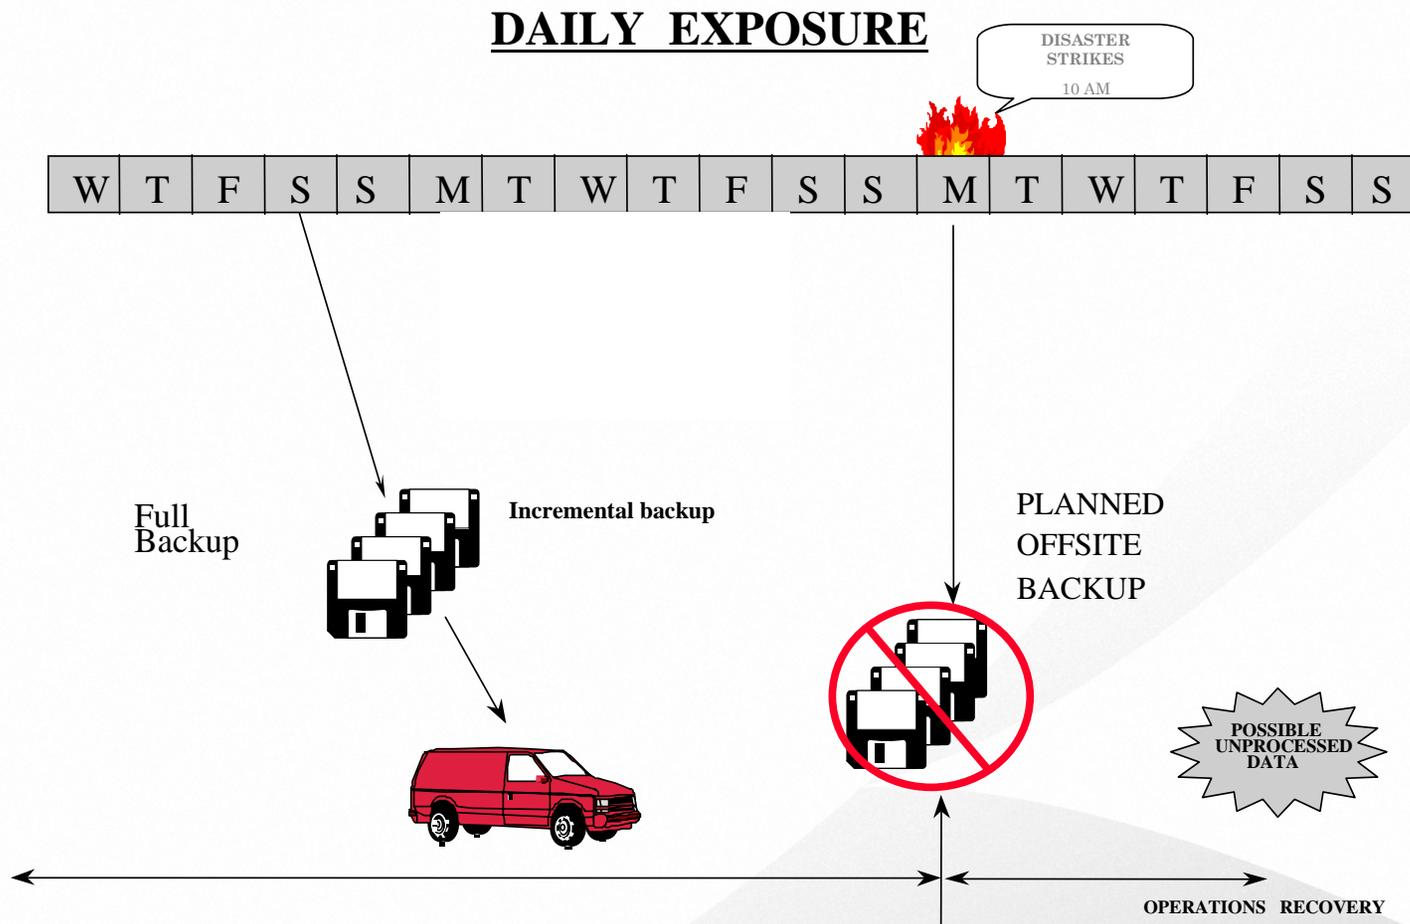 DAILY EXPOSURE
DISASTER
STRIKES
10 AM
W T F S S M T W T F S S M T W T F S S
Full
Backup
Incremental backup
PLANNED
OFFSITE
BACKUP
POSSIBLE
UNPROCESSED
DATA
OPERATIONS RECOVERY